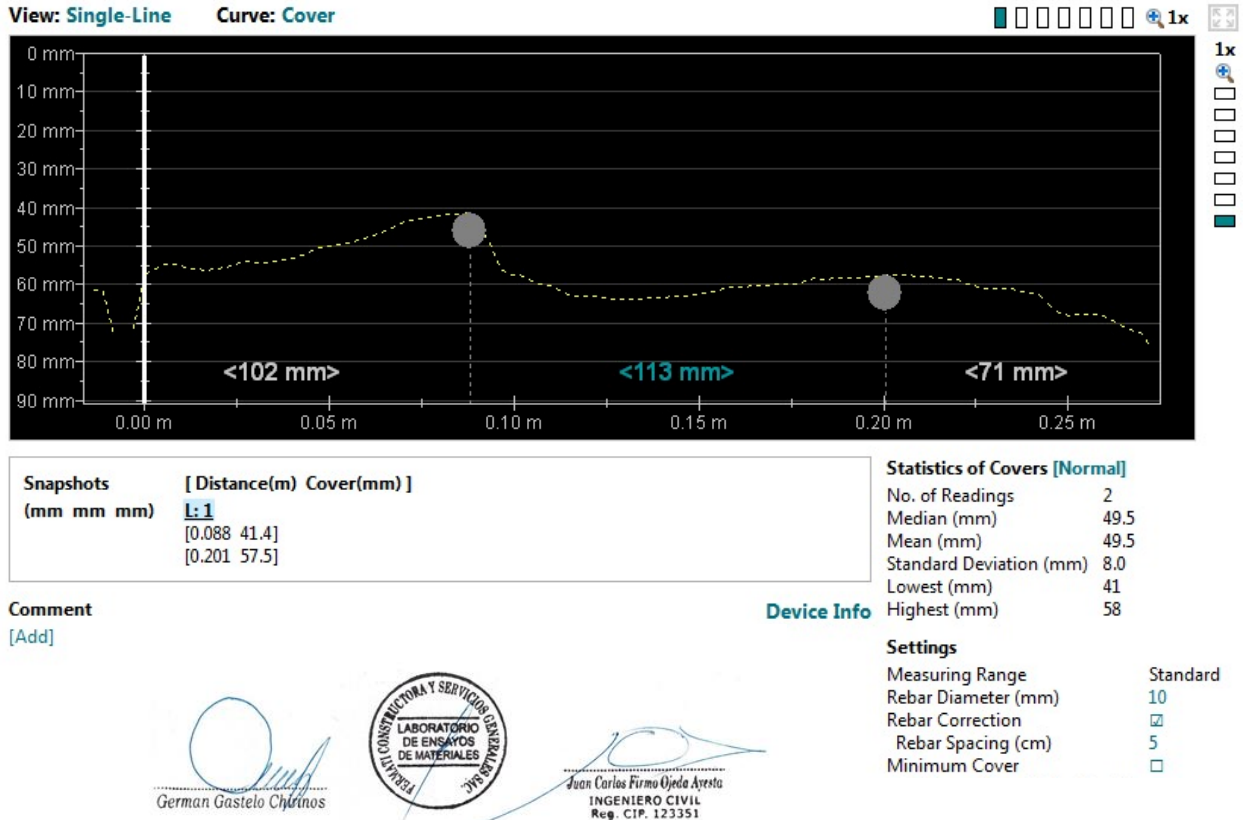 View: Single-Line Curve: Cover 1x
1x
0 mm
10 mm
20 mm
30 mm
40 mm
50 mm
60 mm
70 mm
80 mm
90 mm
<102 mm> <113 mm> <71 mm>
0.00 m 0.05 m 0.10 m 0.15 m 0.20 m 0.25 m
Snapshots [ Distance(m) Cover(mm) ]
(mm mm mm) L: 1
[0.088 41.4]
[0.201 57.5]
Comment
[Add]
Device Info
Statistics of Covers [Normal]
No. of Readings 2
Median (mm) 49.5
Mean (mm) 49.5
Standard Deviation (mm) 8.0
Lowest (mm) 41
Highest (mm) 58
Settings
Measuring Range Standard
Rebar Diameter (mm) 10
Rebar Correction ☑
Rebar Spacing (cm) 5
Minimum Cover ☐
German Gastelo Chirinos
FERMATI CONSTRUCTORA Y SERVICIOS GENERALES SAC.
LABORATORIO
DE ENSAYOS
DE MATERIALES
Juan Carlos Firmo Ojeda Ayesta
INGENIERO CIVIL
Reg. CIP. 123351